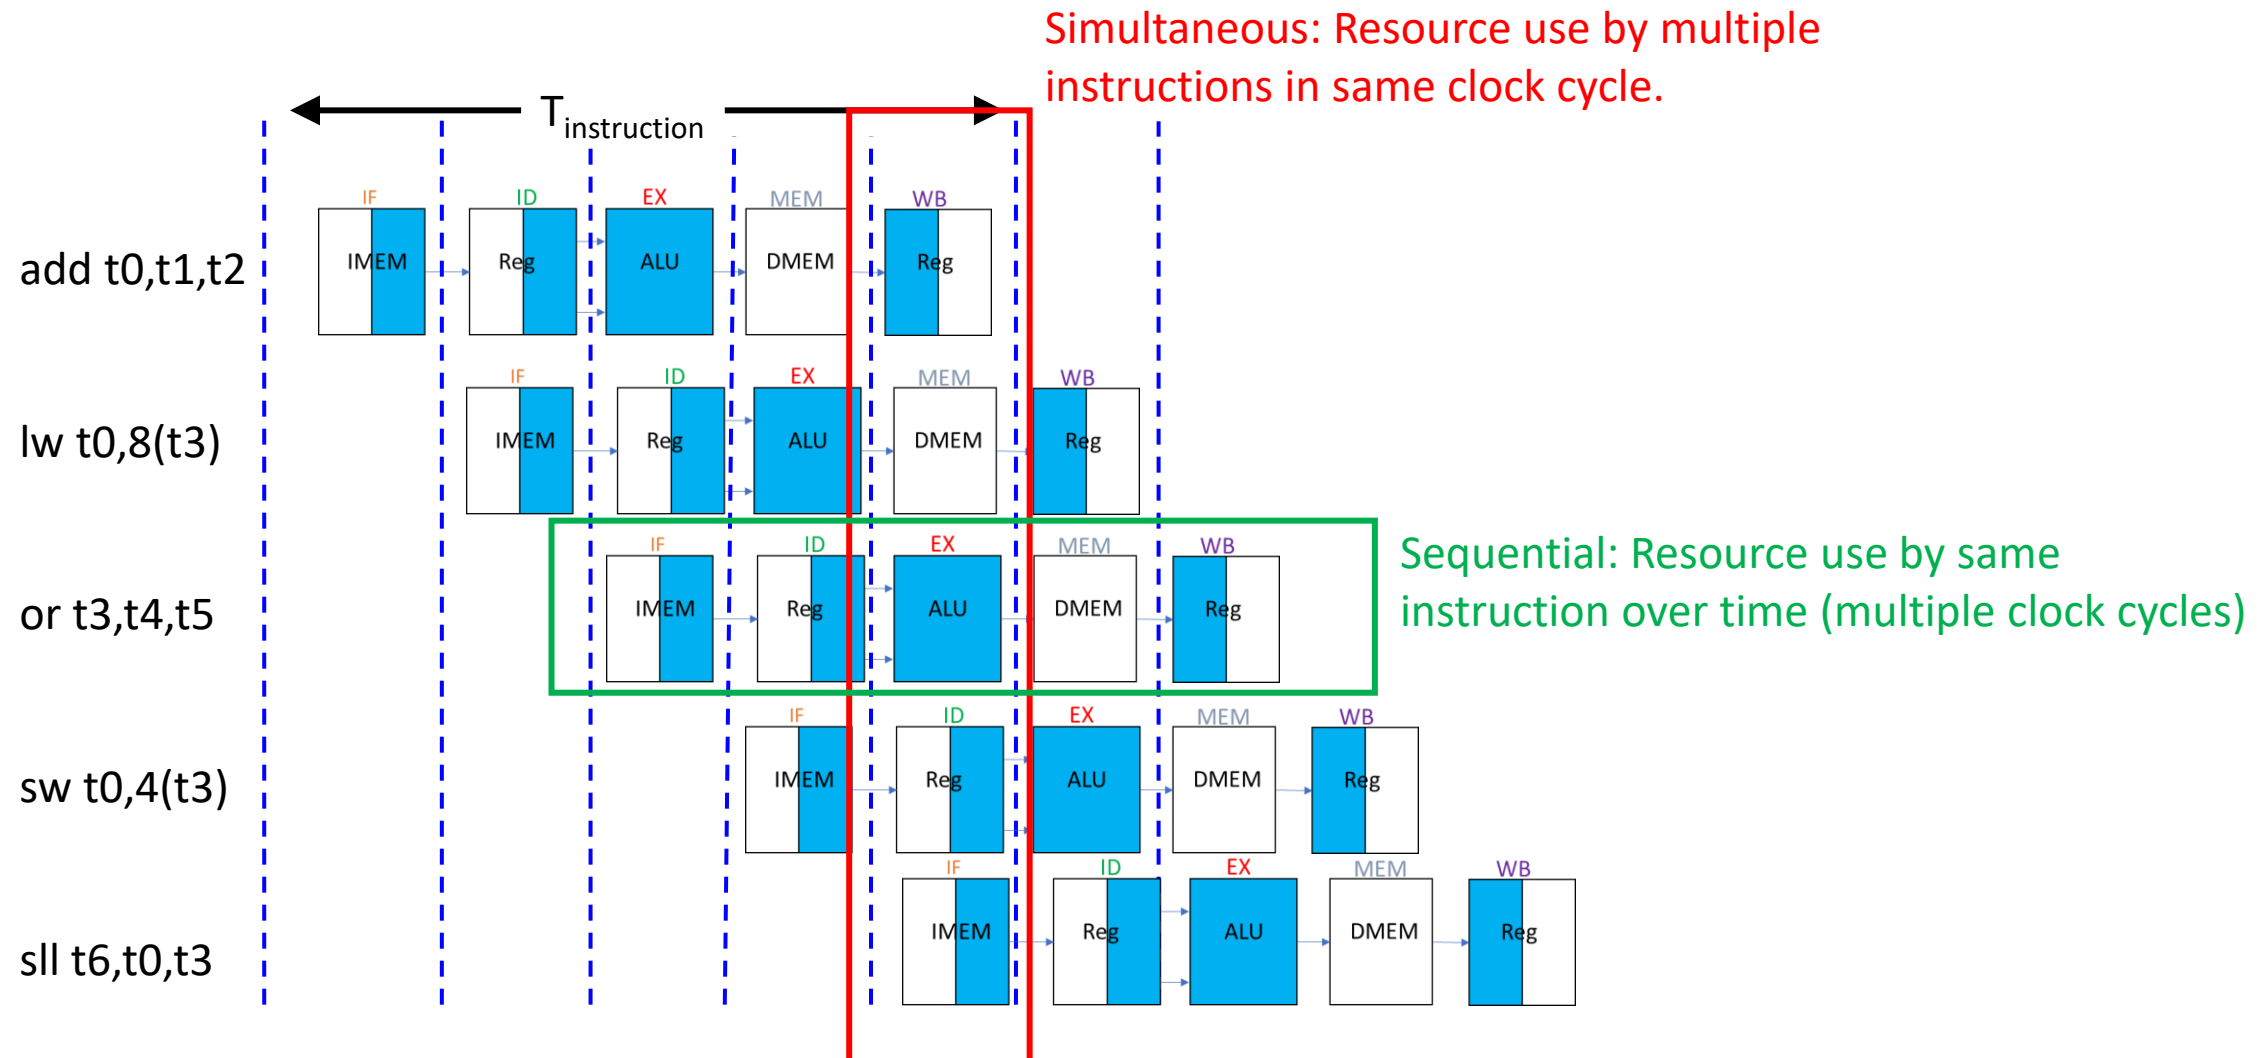 Simultaneous: Resource use by multiple
instructions in same clock cycle.
Tinstruction
IF ID EX MEM WB
add t0,t1,t2 IMEM Reg ALU DMEM Reg
IF ID EX MEM WB
lw t0,8(t3) IMEM Reg ALU DMEM Reg
IF ID EX MEM WB
or t3,t4,t5 IMEM Reg ALU DMEM Reg
Sequential: Resource use by same
instruction over time (multiple clock cycles)
IF ID EX MEM WB
sw t0,4(t3) IMEM Reg ALU DMEM Reg
IF ID EX MEM WB
sll t6,t0,t3 IMEM Reg ALU DMEM Reg